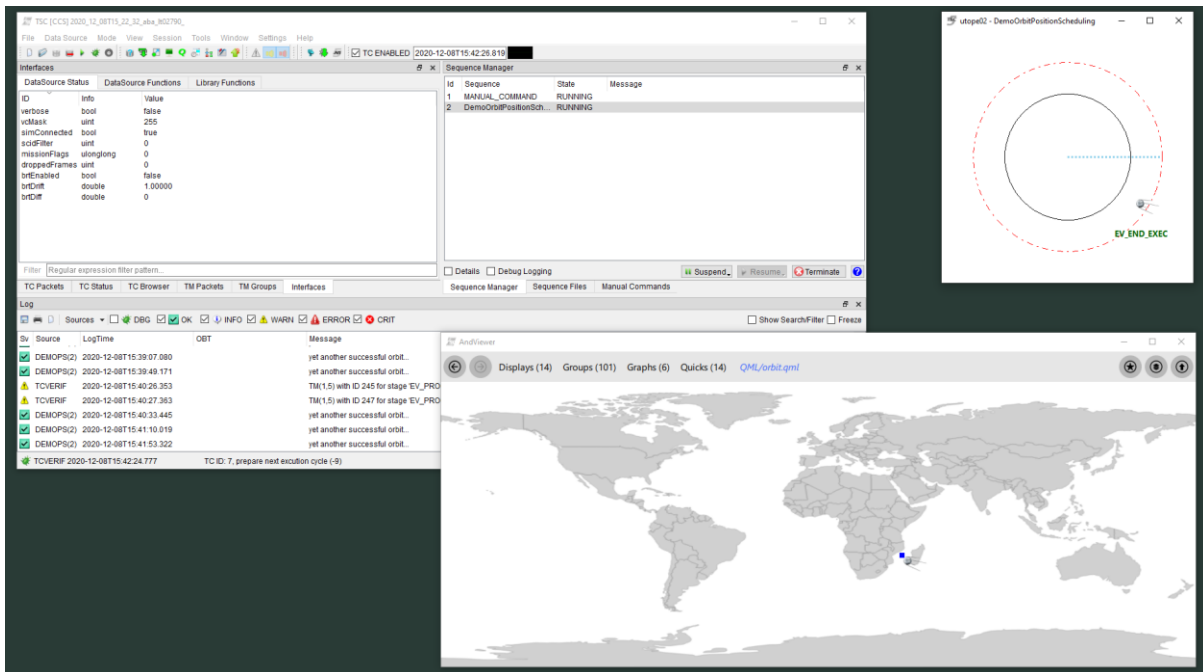 TSC [CCS] 2020_12_08T15_22_32_aba_lt02790_
File Data Source Mode View Session Tools Window Settings Help
TC ENABLED 2020-12-08T15:42:26.819
Interfaces
DataSource Status DataSource Functions Library Functions
ID Info Value
verbose bool false
vcMask uint 255
simConnected bool true
scidFilter uint 0
missionFlags ulonglong 0
droppedFrames uint 0
brtEnabled bool false
brtDrift double 1.00000
brtDiff double 0
Filter Regular expression filter pattern...
TC Packets TC Status TC Browser TM Packets TM Groups Interfaces
Sequence Manager
Id Sequence State Message
1 MANUAL_COMMAND RUNNING
2 DemoOrbitPositionSch... RUNNING
Details Debug Logging Suspend Resume Terminate
Sequence Manager Sequence Files Manual Commands
Log
Sources DBG OK INFO WARN ERROR CRIT Show Search/Filter Freeze
Sv Source LogTime OBT Message
DEMOPS(2) 2020-12-08T15:39:07.080 yet another successful orbit...
DEMOPS(2) 2020-12-08T15:39:49.171 yet another successful orbit...
TCVERIF 2020-12-08T15:40:26.353 TM(1,5) with ID 245 for stage 'EV_PRO
TCVERIF 2020-12-08T15:40:27.363 TM(1,5) with ID 247 for stage 'EV_PRO
DEMOPS(2) 2020-12-08T15:40:33.445 yet another successful orbit...
DEMOPS(2) 2020-12-08T15:41:10.019 yet another successful orbit...
DEMOPS(2) 2020-12-08T15:41:53.322 yet another successful orbit...
TCVERIF 2020-12-08T15:42:24.777 TC ID: 7, prepare next excution cycle (-9)
utope02 - DemoOrbitPositionScheduling
EV_END_EXEC
AndViewer
Displays (14) Groups (101) Graphs (6) Quicks (14) QML/orbit.qml